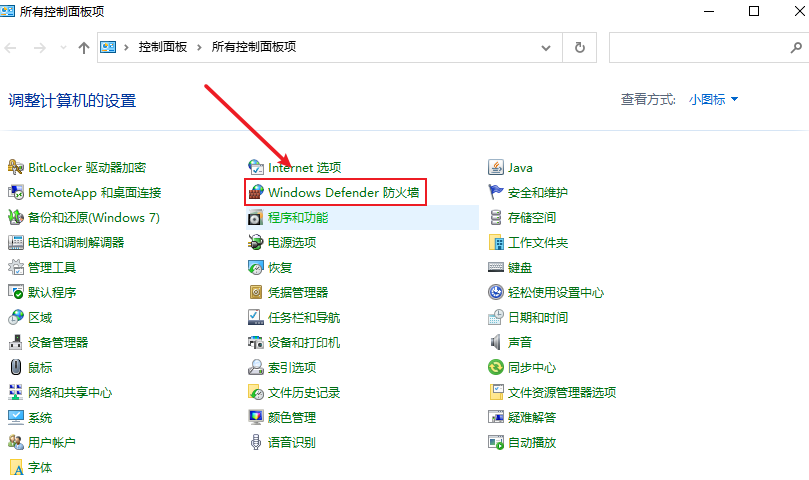 所有控制面板项
控制面板 > 所有控制面板项
调整计算机的设置
查看方式: 小图标
BitLocker 驱动器加密 Internet 选项 Java
RemoteApp 和桌面连接 Windows Defender 防火墙 安全和维护
备份和还原(Windows 7) 程序和功能 存储空间
电话和调制解调器 电源选项 工作文件夹
管理工具 恢复 键盘
默认程序 凭据管理器 轻松使用设置中心
区域 任务栏和导航 日期和时间
设备管理器 设备和打印机 声音
鼠标 索引选项 同步中心
网络和共享中心 文件历史记录 文件资源管理器选项
系统 颜色管理 疑难解答
用户帐户 语音识别 自动播放
字体